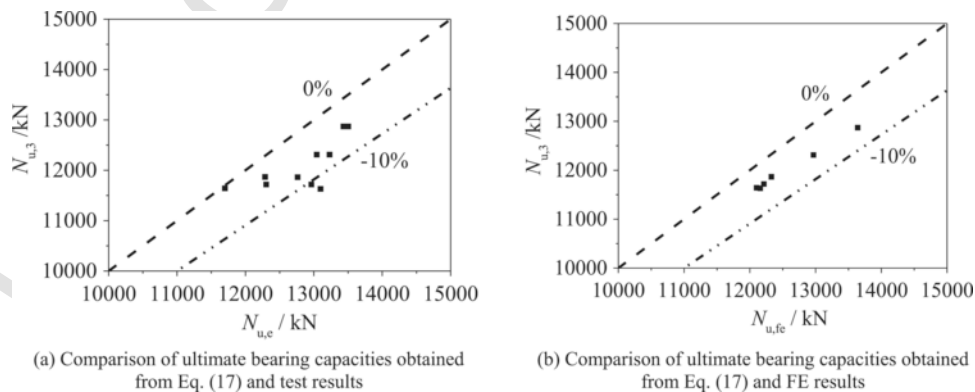 15000
14000
13000
12000
11000
10000
N_u,3 /kN
0%
-10%
10000 11000 12000 13000 14000 15000
N_u,e / kN
(a) Comparison of ultimate bearing capacities obtained
from Eq. (17) and test results
15000
14000
13000
12000
11000
10000
N_u,3 /kN
0%
-10%
10000 11000 12000 13000 14000 15000
N_u,fe / kN
(b) Comparison of ultimate bearing capacities obtained
from Eq. (17) and FE results